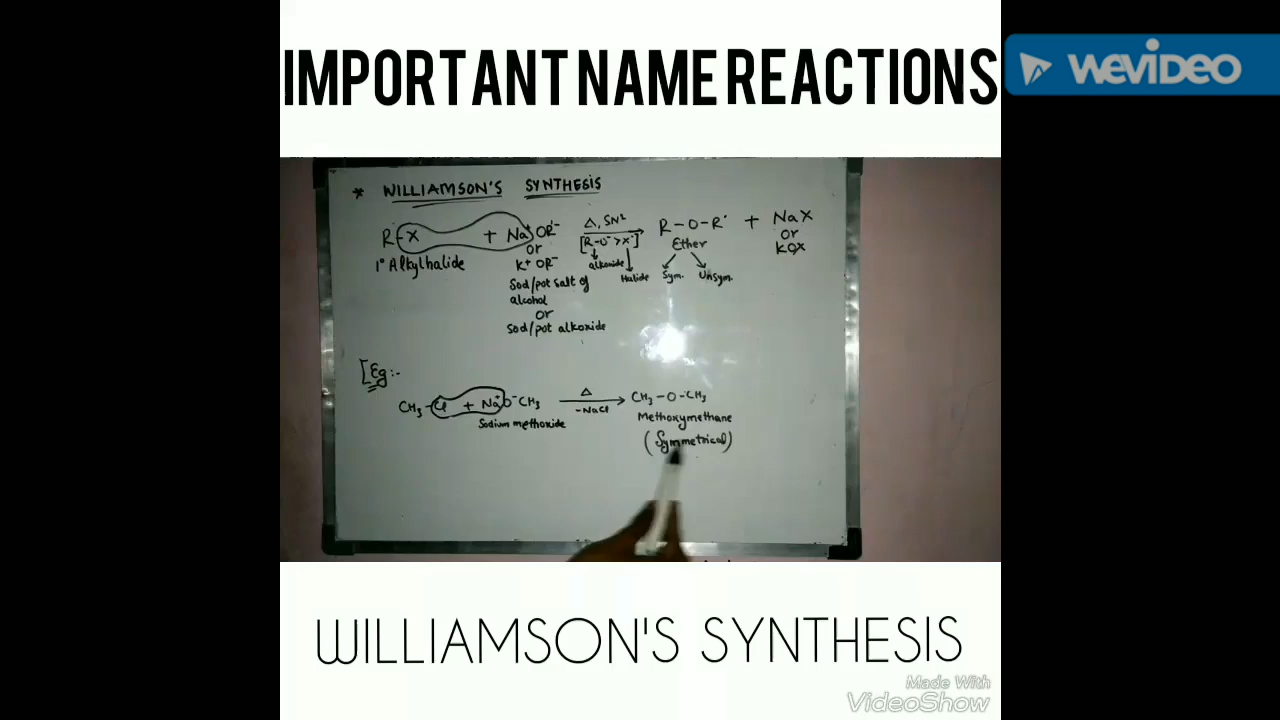 IMPORTANT NAME REACTIONS
WEVIDEO
* WILLIAMSON'S SYNTHESIS
R-X + Na⁺OR'⁻ Δ, SN² R-O-R' + NaX
or [R-O⁻ > X⁻] Ether or
1° Alkylhalide K⁺ OR⁻ alkoxide Halide Sym. Unsym. KOX
Sod/pot salt of
alcohol
or
Sod/pot alkoxide
[Eg:-
CH₃-Cl + Na⁺O⁻CH₃ Δ -NaCl CH₃-O-CH₃
Sodium methoxide Methoxymethane
(Symmetrical)
WILLIAMSON'S SYNTHESIS
Made With
VideoShow